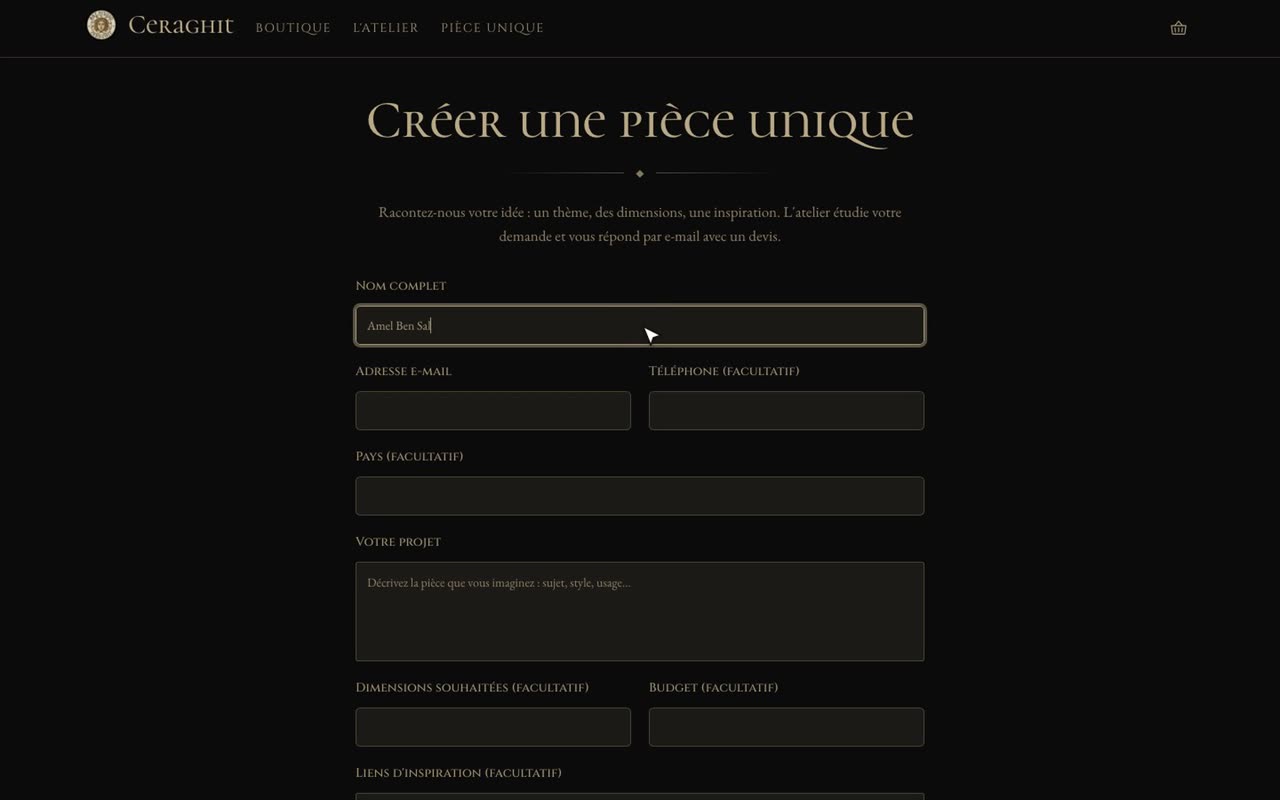 Ceraghit
BOUTIQUE L'ATELIER PIÈCE UNIQUE
Créer une pièce unique
Racontez-nous votre idée : un thème, des dimensions, une inspiration. L'atelier étudie votre
demande et vous répond par e-mail avec un devis.
Nom complet
Amel Ben Sal
Adresse e-mail
Téléphone (facultatif)
Pays (facultatif)
Votre projet
Décrivez la pièce que vous imaginez : sujet, style, usage...
Dimensions souhaitées (facultatif)
Budget (facultatif)
Liens d'inspiration (facultatif)